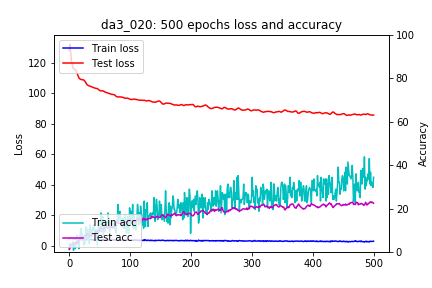 da3_020: 500 epochs loss and accuracy
Train loss
Test loss
Train acc
Test acc
Loss
120
100
80
60
40
20
0
0
100
200
300
400
500
Accuracy
100
80
60
40
20
0